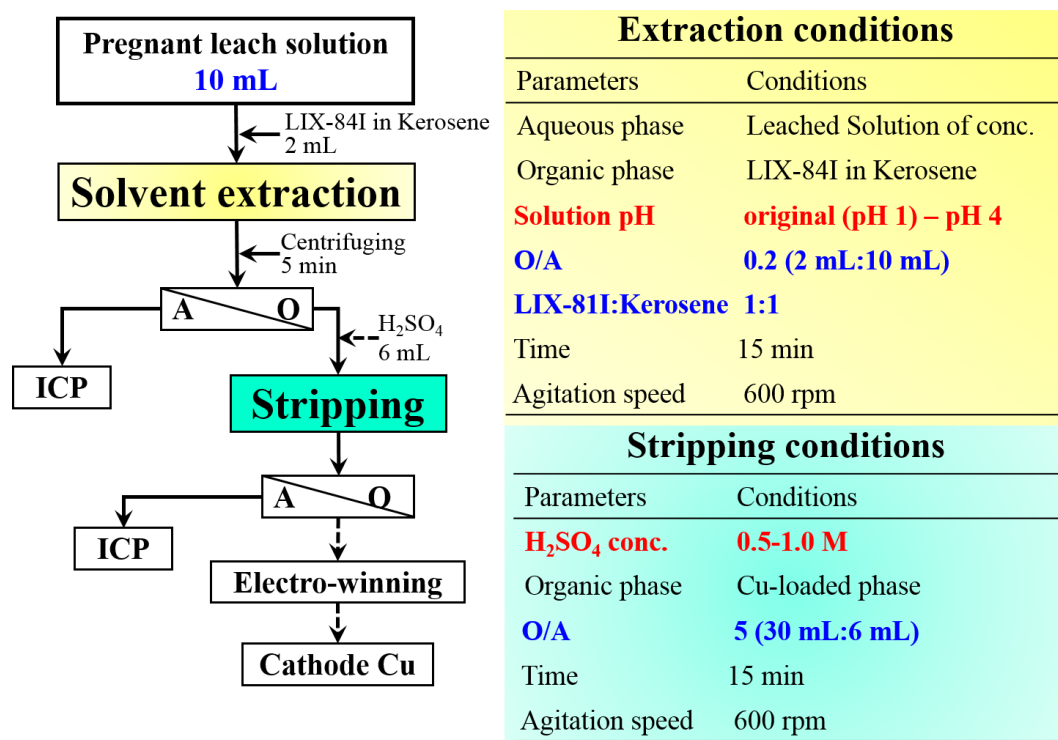 Pregnant leach solution
10 mL
LIX-84I in Kerosene
2 mL
Solvent extraction
Centrifuging
5 min
A O
H₂SO₄
6 mL
ICP
Stripping
A O
ICP
Electro-winning
Cathode Cu
Extraction conditions
Parameters Conditions
Aqueous phase Leached Solution of conc.
Organic phase LIX-84I in Kerosene
Solution pH original (pH 1) – pH 4
O/A 0.2 (2 mL:10 mL)
LIX-81I:Kerosene 1:1
Time 15 min
Agitation speed 600 rpm
Stripping conditions
Parameters Conditions
H₂SO₄ conc. 0.5-1.0 M
Organic phase Cu-loaded phase
O/A 5 (30 mL:6 mL)
Time 15 min
Agitation speed 600 rpm